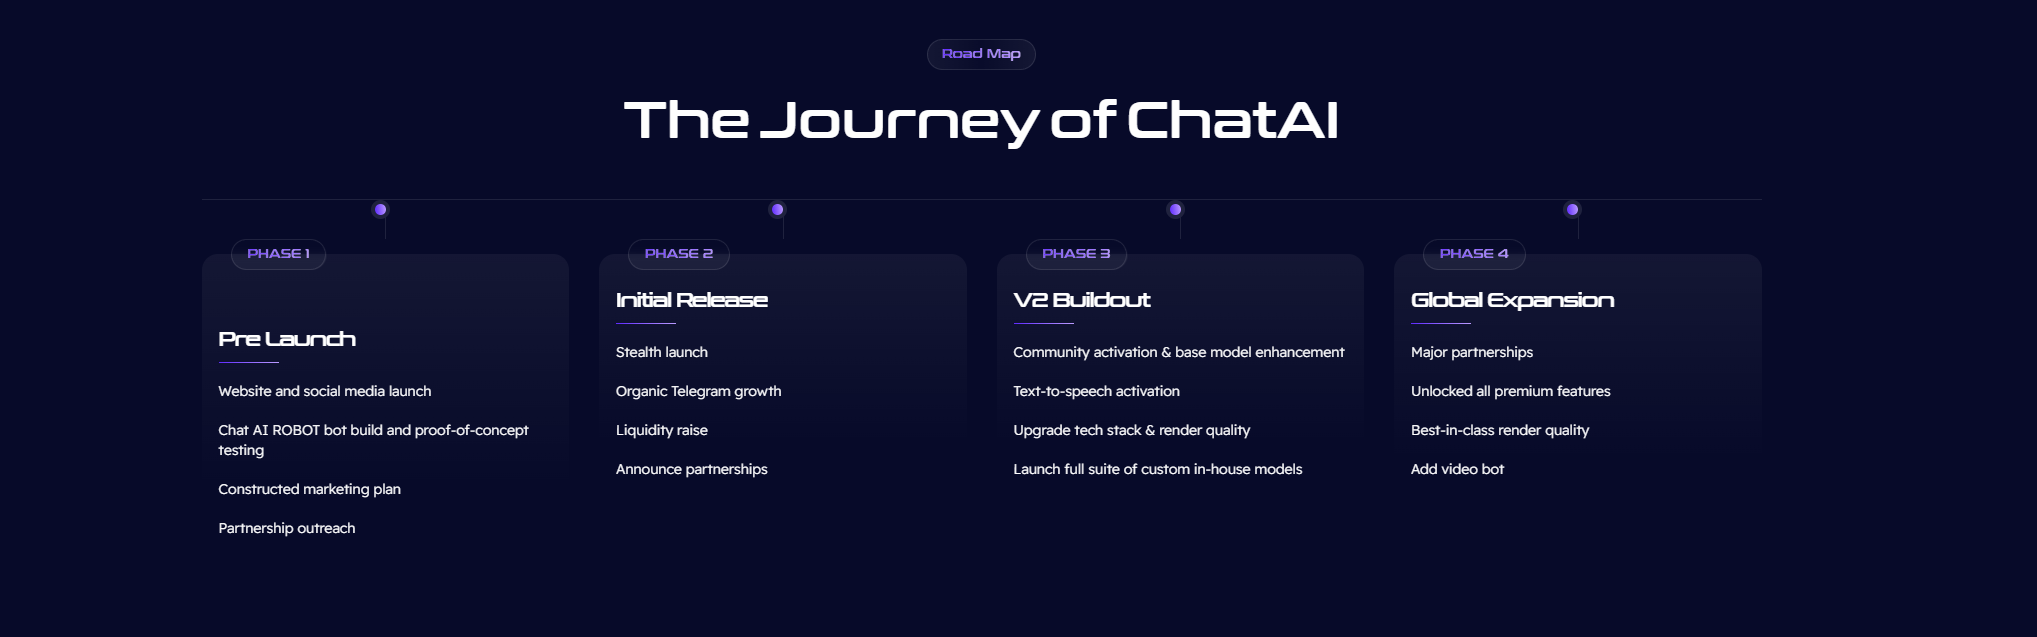 Road Map
The Journey of ChatAI
PHASE 1
Pre Launch
Website and social media launch
Chat AI ROBOT bot build and proof-of-concept
testing
Constructed marketing plan
Partnership outreach
PHASE 2
Initial Release
Stealth launch
Organic Telegram growth
Liquidity raise
Announce partnerships
PHASE 3
V2 Buildout
Community activation & base model enhancement
Text-to-speech activation
Upgrade tech stack & render quality
Launch full suite of custom in-house models
PHASE 4
Global Expansion
Major partnerships
Unlocked all premium features
Best-in-class render quality
Add video bot